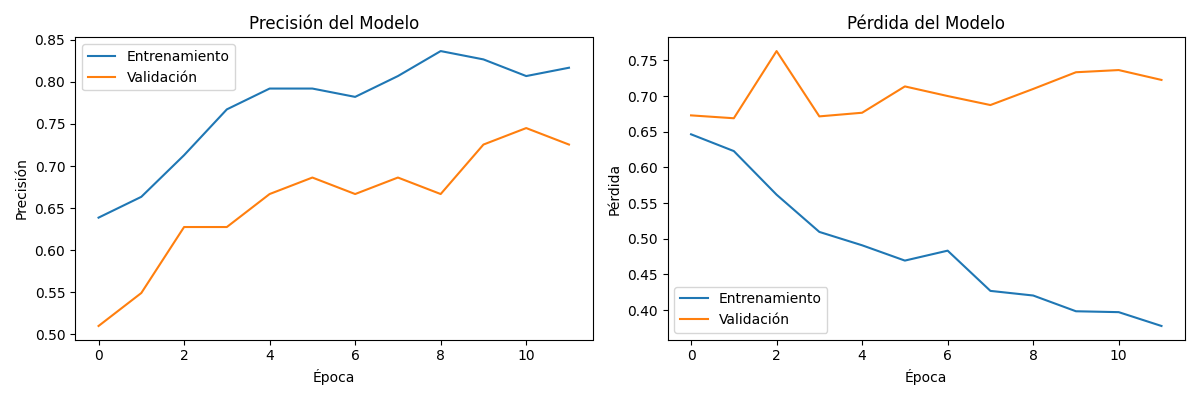 Precisión del Modelo
0.85
0.80
0.75
0.70
0.65
0.60
0.55
0.50
Precisión
Entrenamiento
Validación
0 2 4 6 8 10
Época
Pérdida del Modelo
0.75
0.70
0.65
0.60
0.55
0.50
0.45
0.40
Pérdida
Entrenamiento
Validación
0 2 4 6 8 10
Época